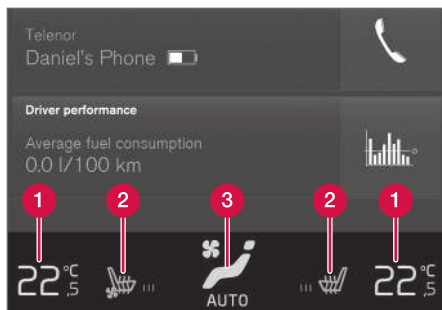 Telenor
Daniel's Phone
Driver performance
Average fuel consumption
0.0 l/100 km
1 2 3 2 1
22,5 °C 22,5 °C
AUTO